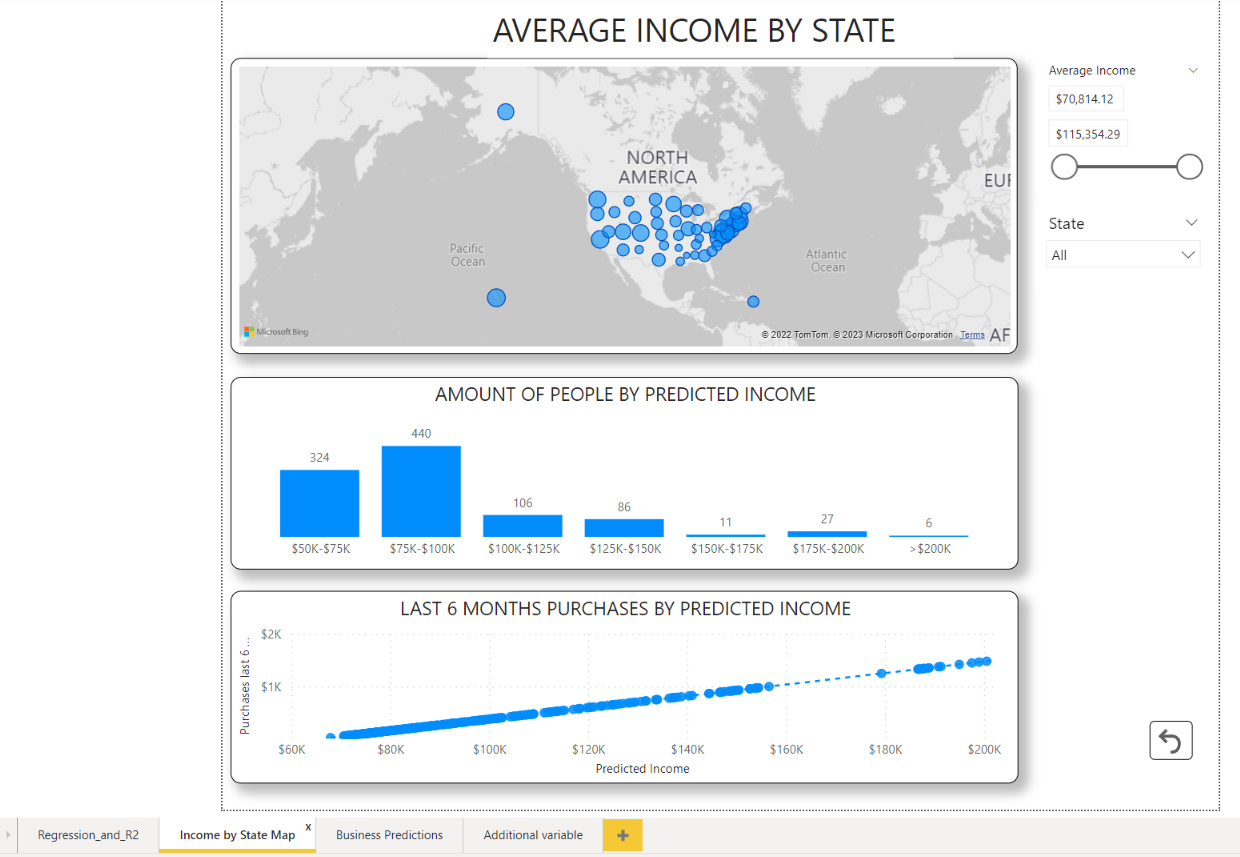 AVERAGE INCOME BY STATE
NORTH
AMERICA
EUR
Pacific
Ocean
Atlantic
Ocean
Microsoft Bing
© 2022 TomTom, © 2023 Microsoft Corporation Terms
AF
Average Income
$70,814.12
$115,354.29
State
All
AMOUNT OF PEOPLE BY PREDICTED INCOME
324
440
106
86
11
27
6
$50K-$75K
$75K-$100K
$100K-$125K
$125K-$150K
$150K-$175K
$175K-$200K
>$200K
LAST 6 MONTHS PURCHASES BY PREDICTED INCOME
Purchases last 6 ...
$2K
$1K
$60K
$80K
$100K
$120K
$140K
$160K
$180K
$200K
Predicted Income
Regression_and_R2
Income by State Map
x
Business Predictions
Additional variable
+